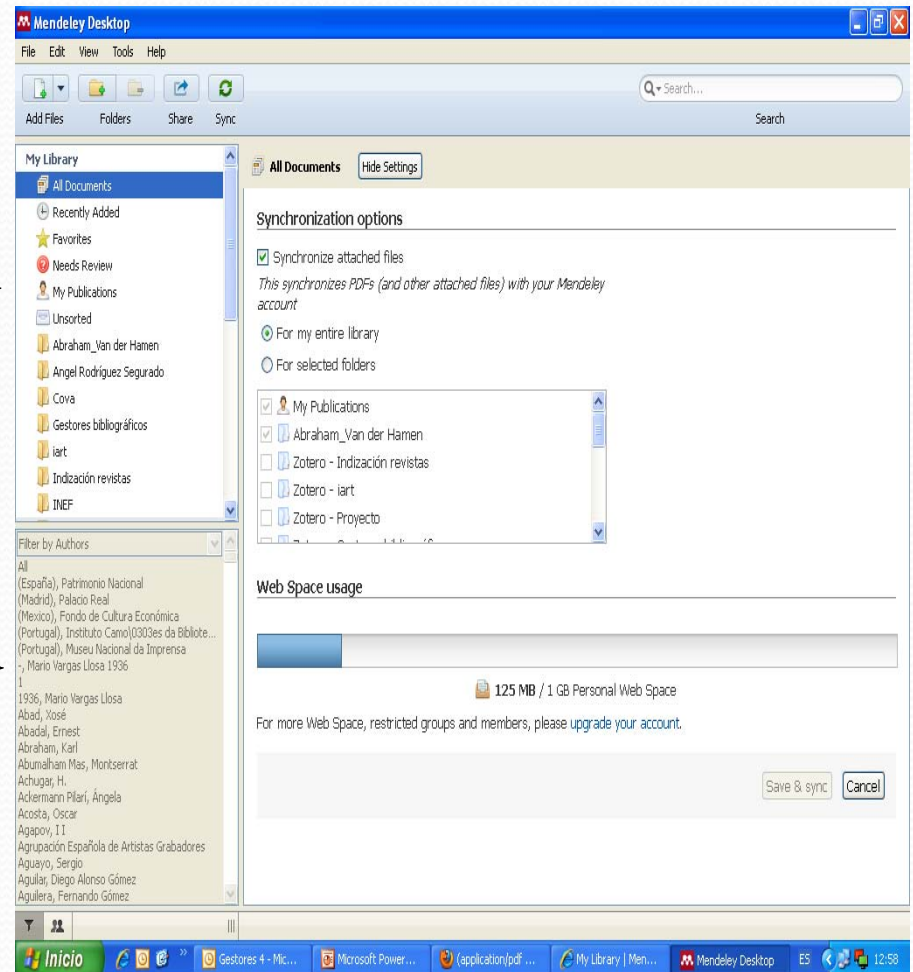 Mendeley Desktop
File Edit View Tools Help
Search...
Add Files Folders Share Sync Search
My Library
All Documents
Recently Added
Favorites
Needs Review
My Publications
Unsorted
Abraham_Van der Hamen
Angel Rodríguez Segurado
Cova
Gestores bibliográficos
iart
Indización revistas
INEF
Filter by Authors
All
(España), Patrimonio Nacional
(Madrid), Palacio Real
(Mexico), Fondo de Cultura Económica
(Portugal), Instituto Camo\0303es da Bibliote...
(Portugal), Museu Nacional da Imprensa
-, Mario Vargas Llosa 1936
1
1936, Mario Vargas Llosa
Abad, Xosé
Abadal, Ernest
Abraham, Karl
Abumalham Mas, Montserrat
Achugar, H.
Ackermann Pilarí, Ángela
Acosta, Oscar
Agapov, I I
Agrupación Española de Artistas Grabadores
Aguayo, Sergio
Aguilar, Diego Alonso Gómez
Aguilera, Fernando Gómez
All Documents Hide Settings
Synchronization options
Synchronize attached files
This synchronizes PDFs (and other attached files) with your Mendeley
account
For my entire library
For selected folders
My Publications
Abraham_Van der Hamen
Zotero - Indización revistas
Zotero - iart
Zotero - Proyecto
Web Space usage
125 MB / 1 GB Personal Web Space
For more Web Space, restricted groups and members, please upgrade your account.
Save & sync Cancel
Inicio Gestores 4 - Mic... Microsoft Power... (application/pdf ... My Library | Men... Mendeley Desktop ES 12:58